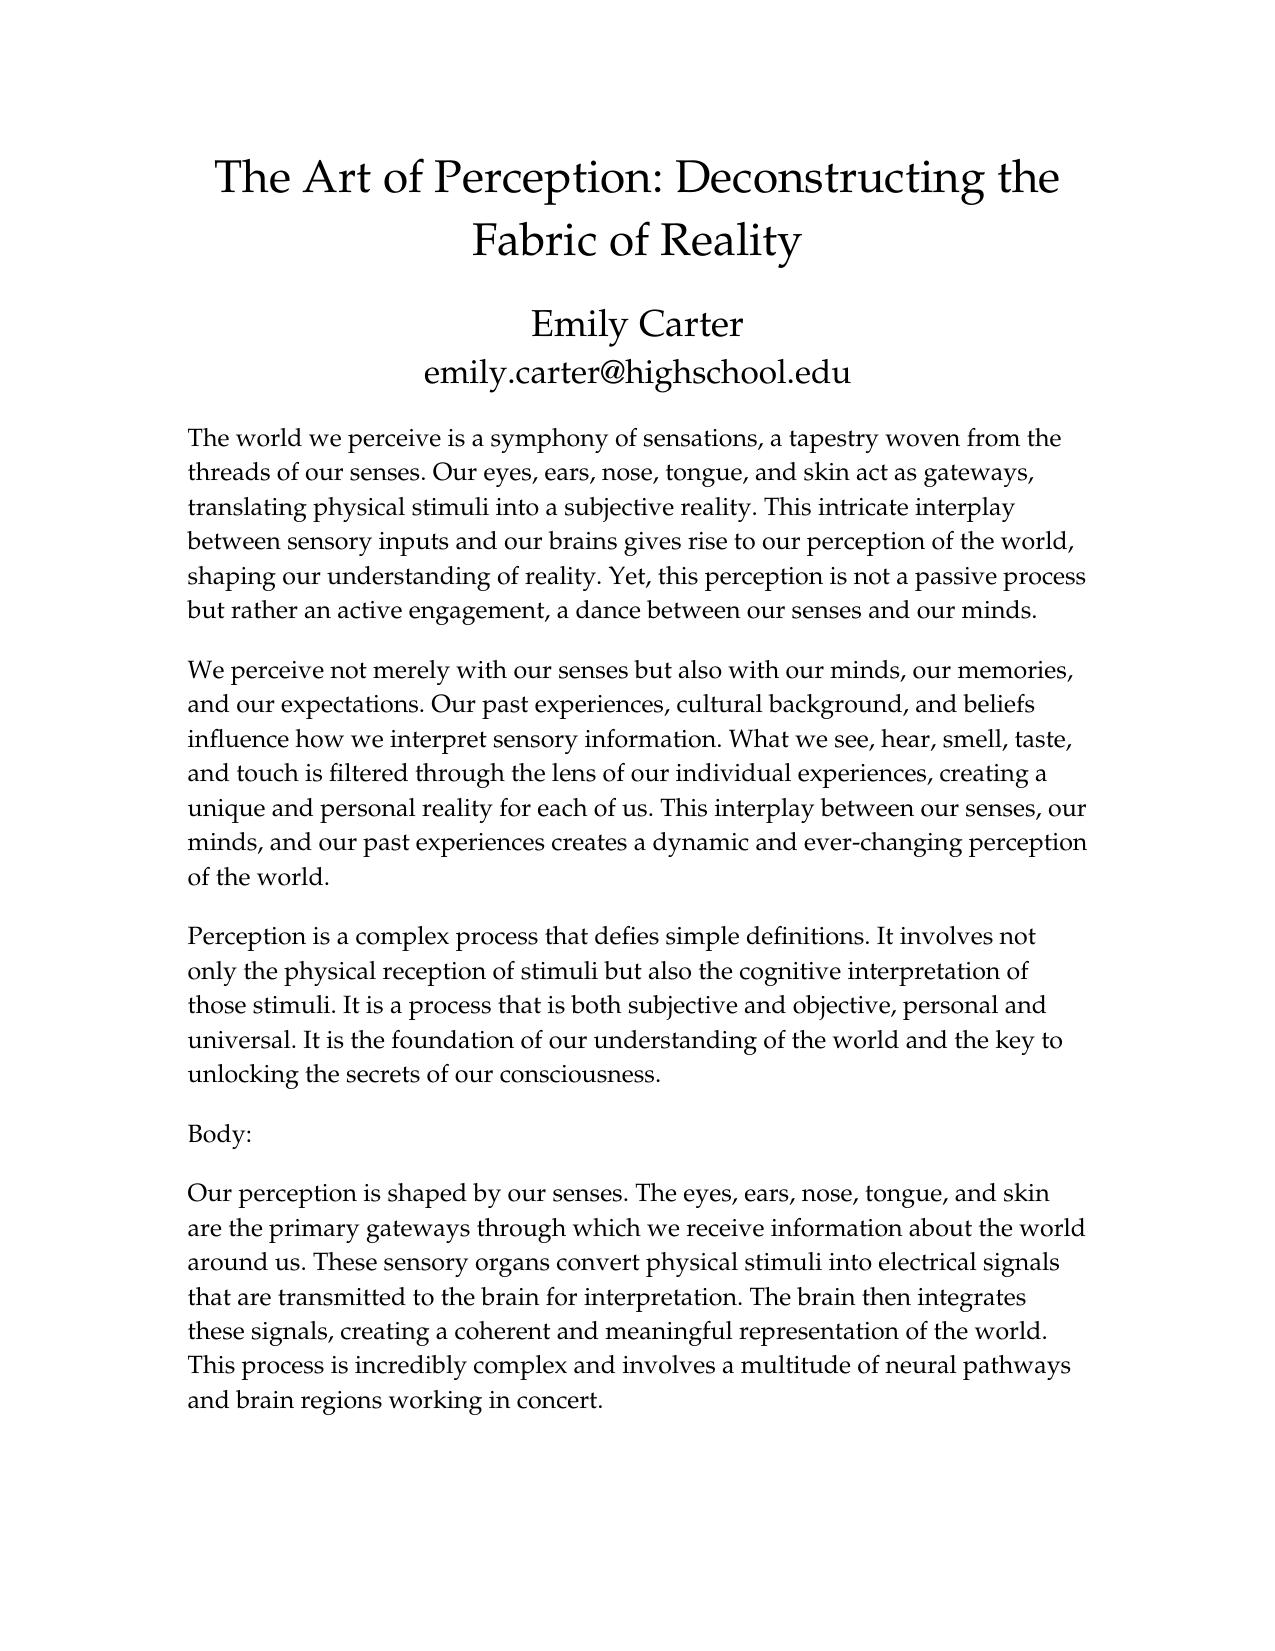 The Art of Perception: Deconstructing the
Fabric of Reality
Emily Carter
emily.carter@highschool.edu
The world we perceive is a symphony of sensations, a tapestry woven from the
threads of our senses. Our eyes, ears, nose, tongue, and skin act as gateways,
translating physical stimuli into a subjective reality. This intricate interplay
between sensory inputs and our brains gives rise to our perception of the world,
shaping our understanding of reality. Yet, this perception is not a passive process
but rather an active engagement, a dance between our senses and our minds.
We perceive not merely with our senses but also with our minds, our memories,
and our expectations. Our past experiences, cultural background, and beliefs
influence how we interpret sensory information. What we see, hear, smell, taste,
and touch is filtered through the lens of our individual experiences, creating a
unique and personal reality for each of us. This interplay between our senses, our
minds, and our past experiences creates a dynamic and ever-changing perception
of the world.
Perception is a complex process that defies simple definitions. It involves not
only the physical reception of stimuli but also the cognitive interpretation of
those stimuli. It is a process that is both subjective and objective, personal and
universal. It is the foundation of our understanding of the world and the key to
unlocking the secrets of our consciousness.
Body:
Our perception is shaped by our senses. The eyes, ears, nose, tongue, and skin
are the primary gateways through which we receive information about the world
around us. These sensory organs convert physical stimuli into electrical signals
that are transmitted to the brain for interpretation. The brain then integrates
these signals, creating a coherent and meaningful representation of the world.
This process is incredibly complex and involves a multitude of neural pathways
and brain regions working in concert.